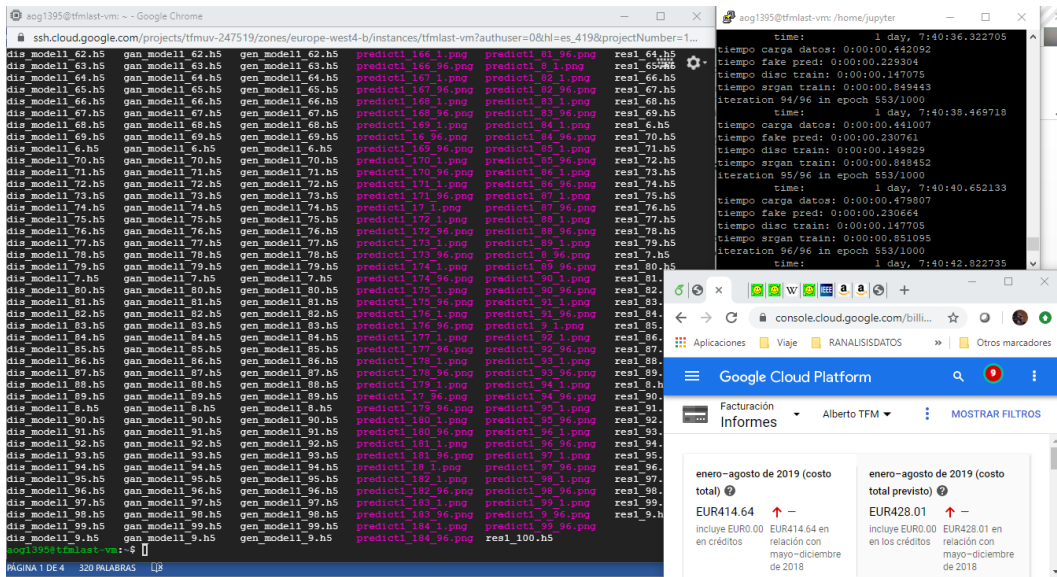 aog1395@tfmlast-vm: ~ - Google Chrome
ssh.cloud.google.com/projects/tfmuv-247519/zones/europe-west4-b/instances/tfmlast-vm?authuser=0&hl=es_419&projectNumber=1...
dis_model1_62.h5 gan_model1_62.h5 gen_model1_62.h5 predict1_166_1.png predict1_81_96.png res1_64.h5
dis_model1_63.h5 gan_model1_63.h5 gen_model1_63.h5 predict1_166_96.png predict1_8_1.png res1_65.h5
dis_model1_64.h5 gan_model1_64.h5 gen_model1_64.h5 predict1_167_1.png predict1_82_1.png res1_66.h5
dis_model1_65.h5 gan_model1_65.h5 gen_model1_65.h5 predict1_167_96.png predict1_82_96.png res1_67.h5
dis_model1_66.h5 gan_model1_66.h5 gen_model1_66.h5 predict1_168_1.png predict1_83_1.png res1_68.h5
dis_model1_67.h5 gan_model1_67.h5 gen_model1_67.h5 predict1_168_96.png predict1_83_96.png res1_69.h5
dis_model1_68.h5 gan_model1_68.h5 gen_model1_68.h5 predict1_169_1.png predict1_84_1.png res1_6.h5
dis_model1_69.h5 gan_model1_69.h5 gen_model1_69.h5 predict1_16_96.png predict1_84_96.png res1_70.h5
dis_model1_6.h5 gan_model1_6.h5 gen_model1_6.h5 predict1_169_96.png predict1_85_1.png res1_71.h5
dis_model1_70.h5 gan_model1_70.h5 gen_model1_70.h5 predict1_170_1.png predict1_85_96.png res1_72.h5
dis_model1_71.h5 gan_model1_71.h5 gen_model1_71.h5 predict1_170_96.png predict1_86_1.png res1_73.h5
dis_model1_72.h5 gan_model1_72.h5 gen_model1_72.h5 predict1_171_1.png predict1_86_96.png res1_74.h5
dis_model1_73.h5 gan_model1_73.h5 gen_model1_73.h5 predict1_171_96.png predict1_87_1.png res1_75.h5
dis_model1_74.h5 gan_model1_74.h5 gen_model1_74.h5 predict1_17_1.png predict1_87_96.png res1_76.h5
dis_model1_75.h5 gan_model1_75.h5 gen_model1_75.h5 predict1_172_1.png predict1_88_1.png res1_77.h5
dis_model1_76.h5 gan_model1_76.h5 gen_model1_76.h5 predict1_172_96.png predict1_88_96.png res1_78.h5
dis_model1_77.h5 gan_model1_77.h5 gen_model1_77.h5 predict1_173_1.png predict1_89_1.png res1_79.h5
dis_model1_78.h5 gan_model1_78.h5 gen_model1_78.h5 predict1_173_96.png predict1_8_96.png res1_7.h5
dis_model1_79.h5 gan_model1_79.h5 gen_model1_79.h5 predict1_174_1.png predict1_89_96.png res1_80.h5
dis_model1_7.h5 gan_model1_7.h5 gen_model1_7.h5 predict1_174_96.png predict1_90_1.png res1_81.
dis_model1_80.h5 gan_model1_80.h5 gen_model1_80.h5 predict1_175_1.png predict1_90_96.png res1_82.
dis_model1_81.h5 gan_model1_81.h5 gen_model1_81.h5 predict1_175_96.png predict1_91_1.png res1_83.
dis_model1_82.h5 gan_model1_82.h5 gen_model1_82.h5 predict1_176_1.png predict1_91_96.png res1_84.
dis_model1_83.h5 gan_model1_83.h5 gen_model1_83.h5 predict1_176_96.png predict1_9_1.png res1_85.
dis_model1_84.h5 gan_model1_84.h5 gen_model1_84.h5 predict1_177_1.png predict1_92_1.png res1_86.
dis_model1_85.h5 gan_model1_85.h5 gen_model1_85.h5 predict1_177_96.png predict1_92_96.png res1_87.
dis_model1_86.h5 gan_model1_86.h5 gen_model1_86.h5 predict1_178_1.png predict1_93_1.png res1_88.
dis_model1_87.h5 gan_model1_87.h5 gen_model1_87.h5 predict1_178_96.png predict1_93_96.png res1_89.
dis_model1_88.h5 gan_model1_88.h5 gen_model1_88.h5 predict1_179_1.png predict1_94_1.png res1_8.h
dis_model1_89.h5 gan_model1_89.h5 gen_model1_89.h5 predict1_17_96.png predict1_94_96.png res1_90.
dis_model1_8.h5 gan_model1_8.h5 gen_model1_8.h5 predict1_179_96.png predict1_95_1.png res1_91.
dis_model1_90.h5 gan_model1_90.h5 gen_model1_90.h5 predict1_180_1.png predict1_95_96.png res1_92.
dis_model1_91.h5 gan_model1_91.h5 gen_model1_91.h5 predict1_180_96.png predict1_96_1.png res1_93.
dis_model1_92.h5 gan_model1_92.h5 gen_model1_92.h5 predict1_181_1.png predict1_96_96.png res1_94.
dis_model1_93.h5 gan_model1_93.h5 gen_model1_93.h5 predict1_181_96.png predict1_97_1.png res1_95.
dis_model1_94.h5 gan_model1_94.h5 gen_model1_94.h5 predict1_18_1.png predict1_97_96.png res1_96.
dis_model1_95.h5 gan_model1_95.h5 gen_model1_95.h5 predict1_182_1.png predict1_98_1.png res1_97.
dis_model1_96.h5 gan_model1_96.h5 gen_model1_96.h5 predict1_182_96.png predict1_98_96.png res1_98.
dis_model1_97.h5 gan_model1_97.h5 gen_model1_97.h5 predict1_183_1.png predict1_99_1.png res1_99.
dis_model1_98.h5 gan_model1_98.h5 gen_model1_98.h5 predict1_183_96.png predict1_9_96.png res1_9.h
dis_model1_99.h5 gan_model1_99.h5 gen_model1_99.h5 predict1_184_1.png predict1_99_96.png
dis_model1_9.h5 gan_model1_9.h5 gen_model1_9.h5 predict1_184_96.png res1_100.h5
aog1395@tfmlast-vm:~$
PÁGINA 1 DE 4 320 PALABRAS
aog1395@tfmlast-vm: /home/jupyter
time: 1 day, 7:40:36.322705
tiempo carga datos: 0:00:00.442092
tiempo fake pred: 0:00:00.229304
tiempo disc train: 0:00:00.147075
tiempo srgan train: 0:00:00.849443
iteration 94/96 in epoch 553/1000
time: 1 day, 7:40:38.469718
tiempo carga datos: 0:00:00.441007
tiempo fake pred: 0:00:00.230761
tiempo disc train: 0:00:00.149829
tiempo srgan train: 0:00:00.848452
iteration 95/96 in epoch 553/1000
time: 1 day, 7:40:40.652133
tiempo carga datos: 0:00:00.479807
tiempo fake pred: 0:00:00.230664
tiempo disc train: 0:00:00.147705
tiempo srgan train: 0:00:00.851095
iteration 96/96 in epoch 553/1000
time: 1 day, 7:40:42.822735
W IEEE a a
console.cloud.google.com/billi...
Aplicaciones Viaje RANALISISDATOS » Otros marcadores
Google Cloud Platform 9
Facturación
Informes
Alberto TFM
MOSTRAR FILTROS
enero–agosto de 2019 (costo
total)
EUR414.64 –
incluye EUR0.00
en créditos
EUR414.64 en
relación con
mayo–diciembre
de 2018
enero–agosto de 2019 (costo
total previsto)
EUR428.01 –
incluye EUR0.00
en los créditos
EUR428.01 en
relación con
mayo–diciembre
de 2018